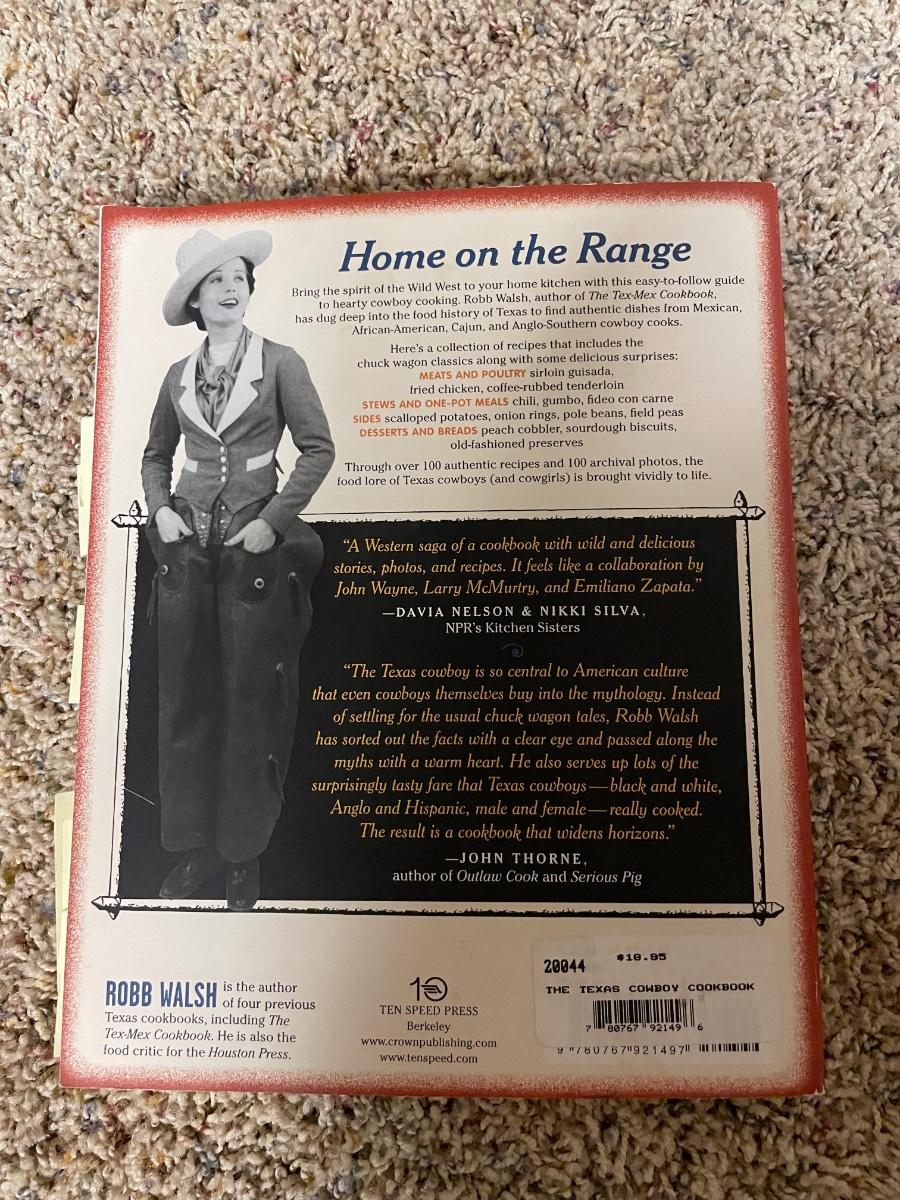 Home on the Range
Bring the spirit of the Wild West to your home kitchen with this easy-to-follow guide
to hearty cowboy cooking. Robb Walsh, author of The Tex-Mex Cookbook,
has dug deep into the food history of Texas to find authentic dishes from Mexican,
African-American, Cajun, and Anglo-Southern cowboy cooks.
Here's a collection of recipes that includes the
chuck wagon classics along with some delicious surprises:
MEATS AND POULTRY sirloin guisada,
fried chicken, coffee-rubbed tenderloin
STEWS AND ONE-POT MEALS chili, gumbo, fideo con carne
SIDES scalloped potatoes, onion rings, pole beans, field peas
DESSERTS AND BREADS peach cobbler, sourdough biscuits,
old-fashioned preserves
Through over 100 authentic recipes and 100 archival photos, the
food lore of Texas cowboys (and cowgirls) is brought vividly to life.
"A Western saga of a cookbook with wild and delicious
stories, photos, and recipes. It feels like a collaboration by
John Wayne, Larry McMurtry, and Emiliano Zapata."
—DAVIA NELSON & NIKKI SILVA,
NPR's Kitchen Sisters
"The Texas cowboy is so central to American culture
that even cowboys themselves buy into the mythology. Instead
of settling for the usual chuck wagon tales, Robb Walsh
has sorted out the facts with a clear eye and passed along the
myths with a warm heart. He also serves up lots of the
surprisingly tasty fare that Texas cowboys—black and white,
Anglo and Hispanic, male and female—really cooked.
The result is a cookbook that widens horizons."
—JOHN THORNE,
author of Outlaw Cook and Serious Pig
ROBB WALSH is the author
of four previous
Texas cookbooks, including The
Tex-Mex Cookbook. He is also the
food critic for the Houston Press.
10
TEN SPEED PRESS
Berkeley
www.crownpublishing.com
www.tenspeed.com
20044 $18.95
THE TEXAS COWBOY COOKBOOK
7 80767 92149 6
9 780767 921497